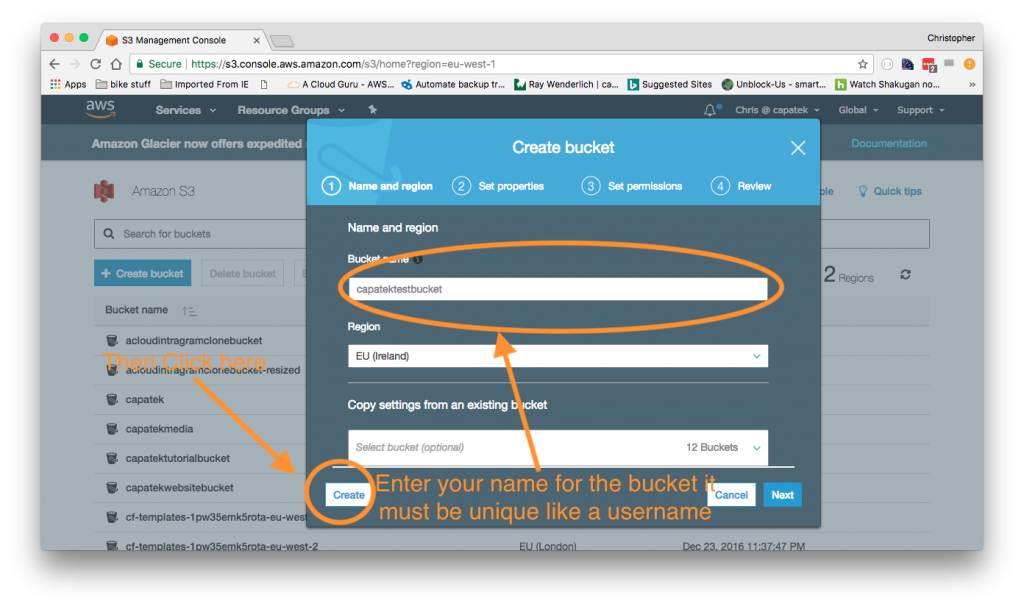 S3 Management Console
Christopher
Secure https://s3.console.aws.amazon.com/s3/home?region=eu-west-1
Apps bike stuff Imported From IE A Cloud Guru - AWS... Automate backup tr... Ray Wenderlich | ca... Suggested Sites Unblock-Us - smart... Watch Shakugan no... »
aws Services Resource Groups Chris @ capatek Global Support
Amazon Glacier now offers expedited
Documentation
Create bucket
1 Name and region 2 Set properties 3 Set permissions 4 Review
Amazon S3
Quick tips
Search for buckets
Name and region
Bucket name
capatektestbucket
+ Create bucket Delete bucket
2 Regions
Bucket name
Region
EU (Ireland)
acloudintragramclonebucket
Then Click here
acloudintragramclonebucket-resized
capatek
Copy settings from an existing bucket
capatekmedia
Select bucket (optional) 12 Buckets
capatektutorialbucket
capatekwebsitebucket
Enter your name for the bucket it
must be unique like a username
Create Cancel Next
cf-templates-1pw35emk5rota-eu-west
cf-templates-1pw35emk5rota-eu-west-2 EU (London) Dec 23, 2016 11:37:47 PM